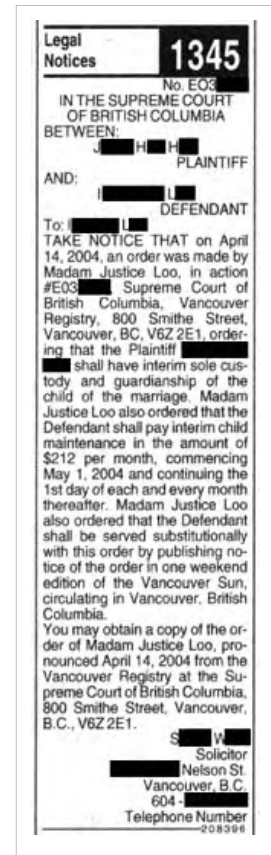 Legal
Notices
1345
No. EO3
IN THE SUPREME COURT
OF BRITISH COLUMBIA
BETWEEN:
J H H
PLAINTIFF
AND:
I L
DEFENDANT
To: I L
TAKE NOTICE THAT on April
14, 2004, an order was made by
Madam Justice Loo, in action
#E03 , Supreme Court of
British Columbia, Vancouver
Registry, 800 Smithe Street,
Vancouver, BC, V6Z 2E1, order-
ing that the Plaintiff
shall have interim sole cus-
tody and guardianship of the
child of the marriage. Madam
Justice Loo also ordered that the
Defendant shall pay interim child
maintenance in the amount of
$212 per month, commencing
May 1, 2004 and continuing the
1st day of each and every month
thereafter. Madam Justice Loo
also ordered that the Defendant
shall be served substitutionally
with this order by publishing no-
tice of the order in one weekend
edition of the Vancouver Sun,
circulating in Vancouver, British
Columbia.
You may obtain a copy of the or-
der of Madam Justice Loo, pro-
nounced April 14, 2004 from the
Vancouver Registry at the Su-
preme Court of British Columbia,
800 Smithe Street, Vancouver,
B.C., V6Z 2E1.
S W
Solicitor
Nelson St.
Vancouver, B.C.
604 -
Telephone Number
208396